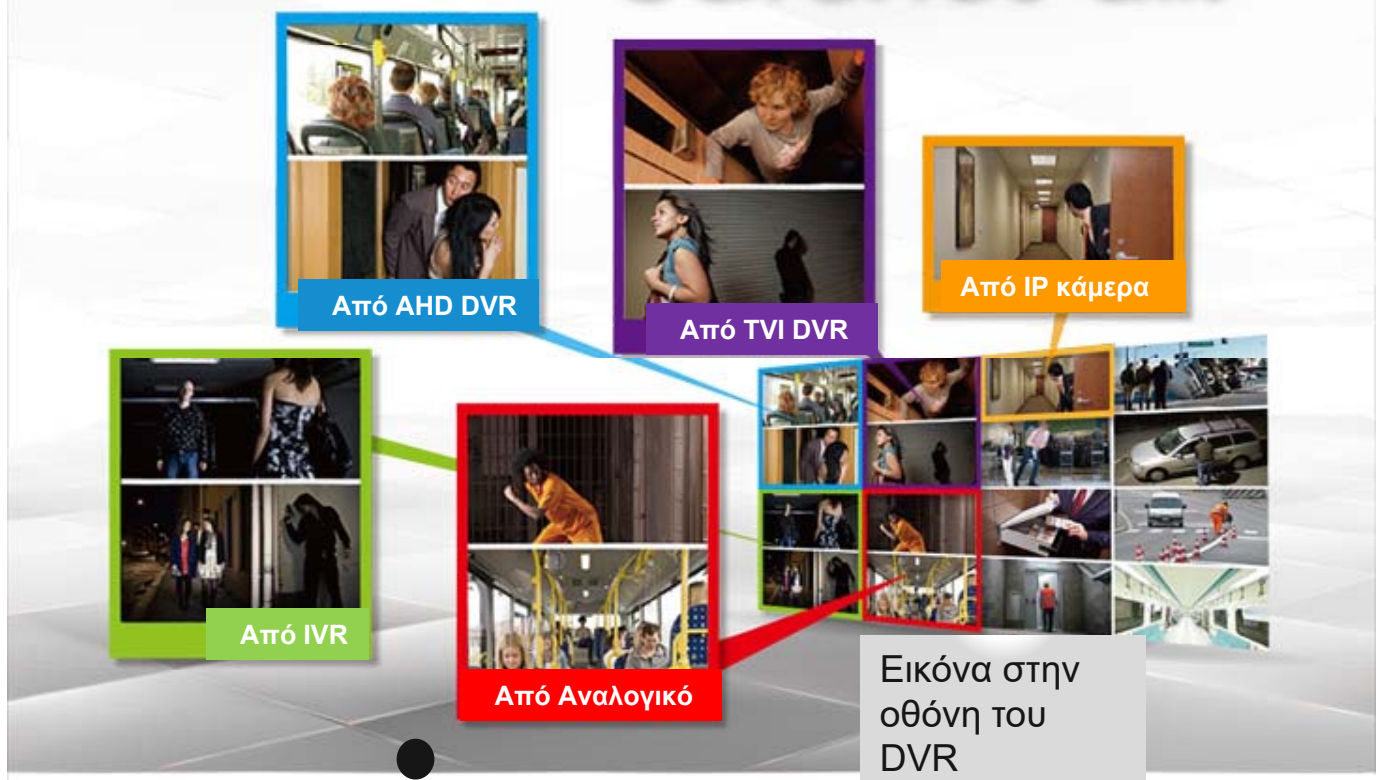 Από AHD DVR
Από TVI DVR
Από IP κάμερα
Από IVR
Από Αναλογικό
Εικόνα στην
οθόνη του
DVR